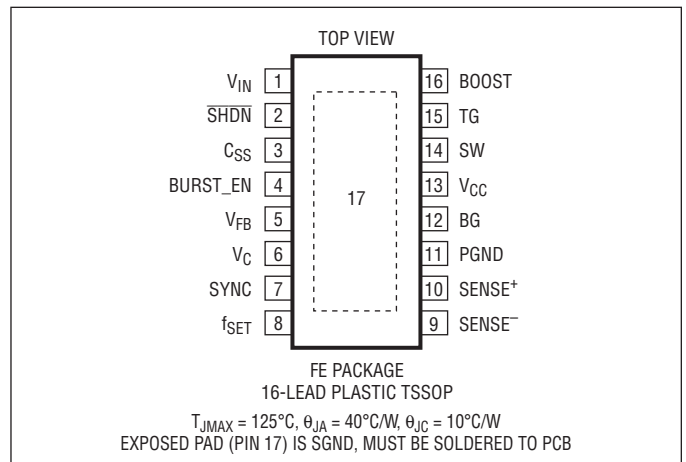 TOP VIEW
V_IN 1 16 BOOST
S̅H̅D̅N̅ 2 15 TG
C_SS 3 14 SW
BURST_EN 4 13 V_CC
17
V_FB 5 12 BG
V_C 6 11 PGND
SYNC 7 10 SENSE⁺
f_SET 8 9 SENSE⁻
FE PACKAGE
16-LEAD PLASTIC TSSOP
T_JMAX = 125°C, θ_JA = 40°C/W, θ_JC = 10°C/W
EXPOSED PAD (PIN 17) IS SGND, MUST BE SOLDERED TO PCB